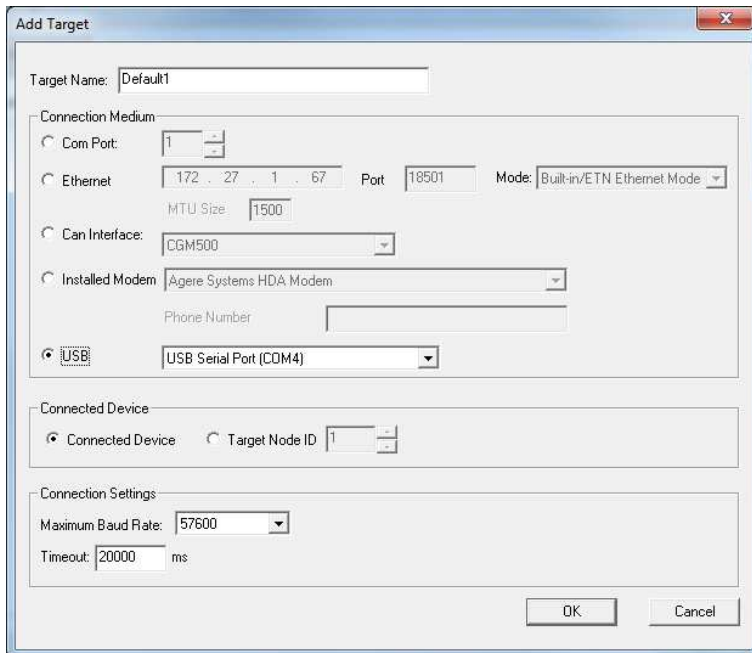 Add Target
Target Name: Default1
Connection Medium
Com Port: 1
Ethernet 172 . 27 . 1 . 67 Port 18501 Mode: Built-in/ETN Ethernet Mode
MTU Size 1500
Can Interface: CGM500
Installed Modem Agere Systems HDA Modem
Phone Number
USB USB Serial Port (COM4)
Connected Device
Connected Device Target Node ID 1
Connection Settings
Maximum Baud Rate: 57600
Timeout: 20000 ms
OK Cancel